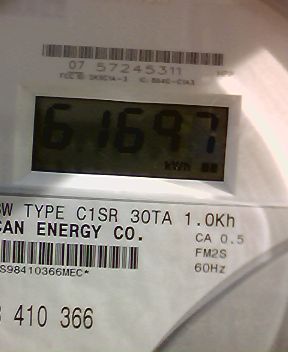 07 57245311
61697
kWh
W TYPE C1SR 30TA 1.0Kh
CAN ENERGY CO.
CA 0.5
FM2S
60Hz
S98410366MEC*
410 366